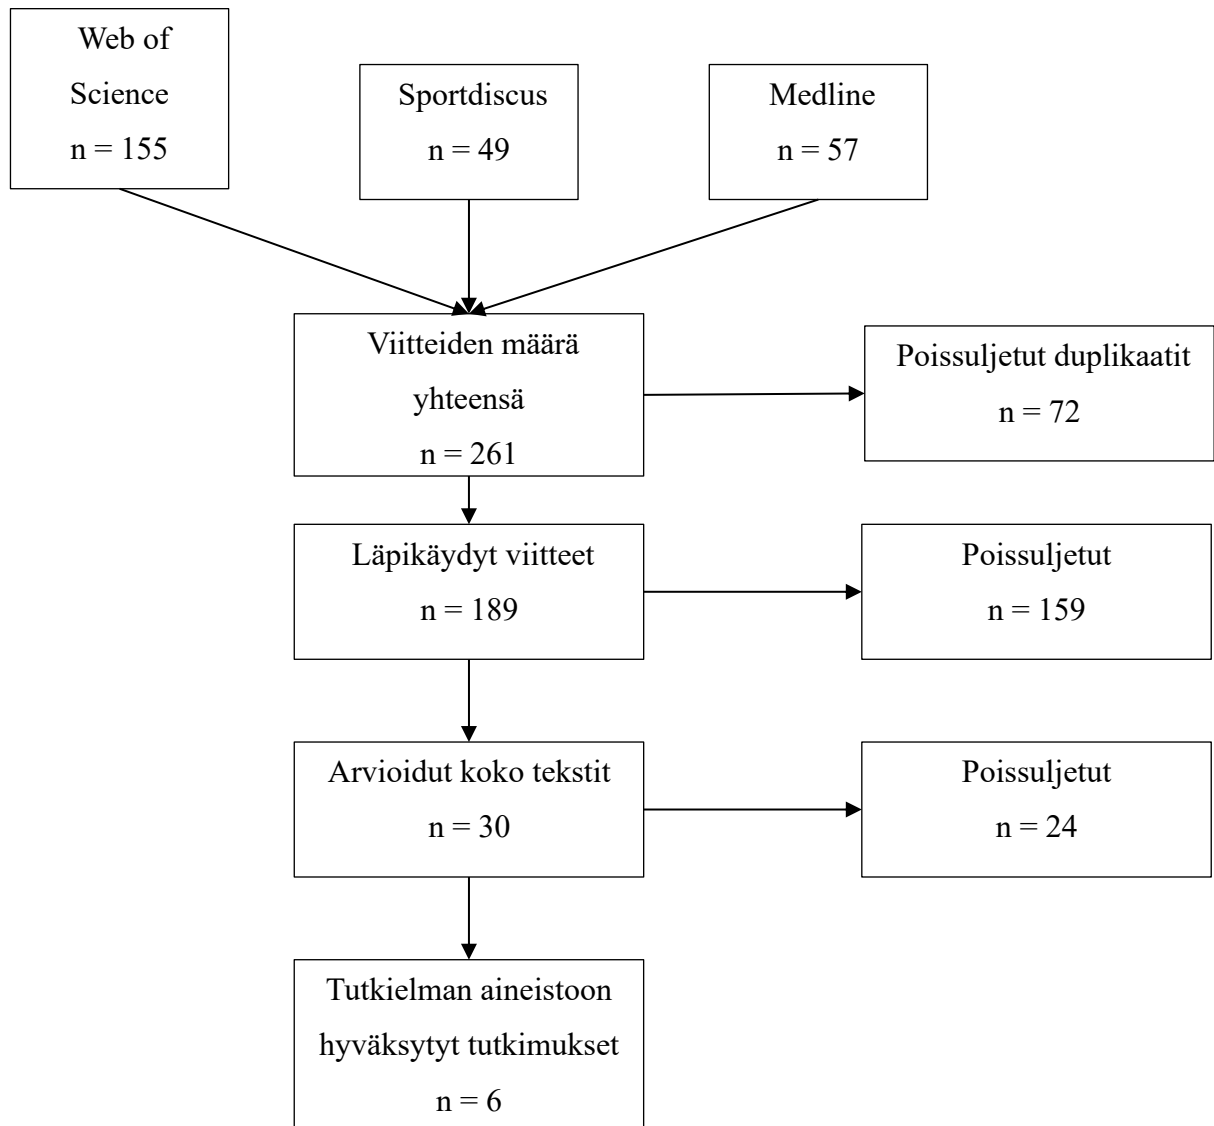 Web of
Science
n = 155
Sportdiscus
n = 49
Medline
n = 57
Viitteiden määrä
yhteensä
n = 261
Poissuljetut duplikaatit
n = 72
Läpikäydyt viitteet
n = 189
Poissuljetut
n = 159
Arvioidut koko tekstit
n = 30
Poissuljetut
n = 24
Tutkielman aineistoon
hyväksytyt tutkimukset
n = 6